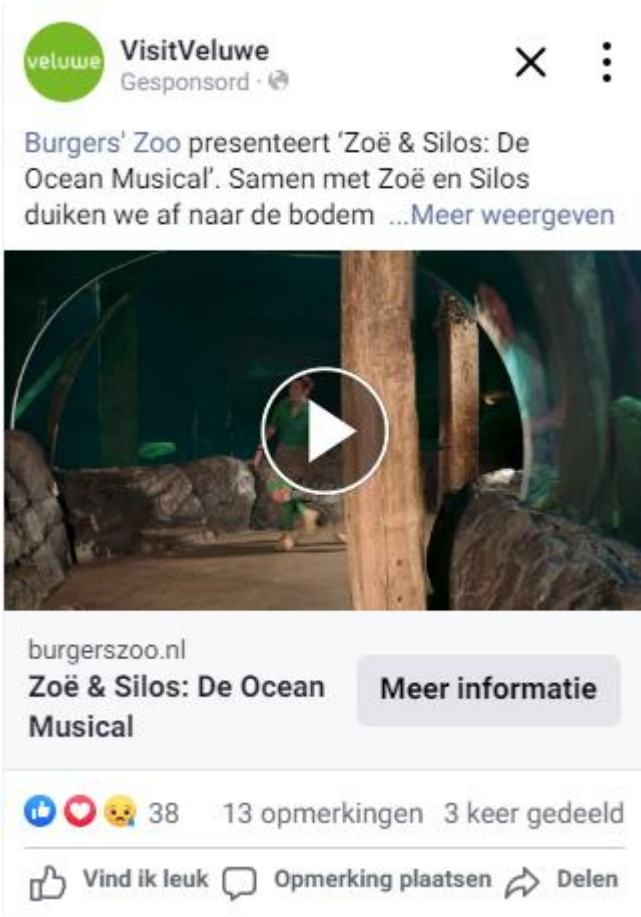 veluwe
VisitVeluwe
Gesponsord ·
Burgers' Zoo presenteert ‘Zoë & Silos: De
Ocean Musical’. Samen met Zoë en Silos
duiken we af naar de bodem ...Meer weergeven
burgerszoo.nl
Zoë & Silos: De Ocean
Musical
Meer informatie
38 13 opmerkingen 3 keer gedeeld
Vind ik leuk Opmerking plaatsen Delen